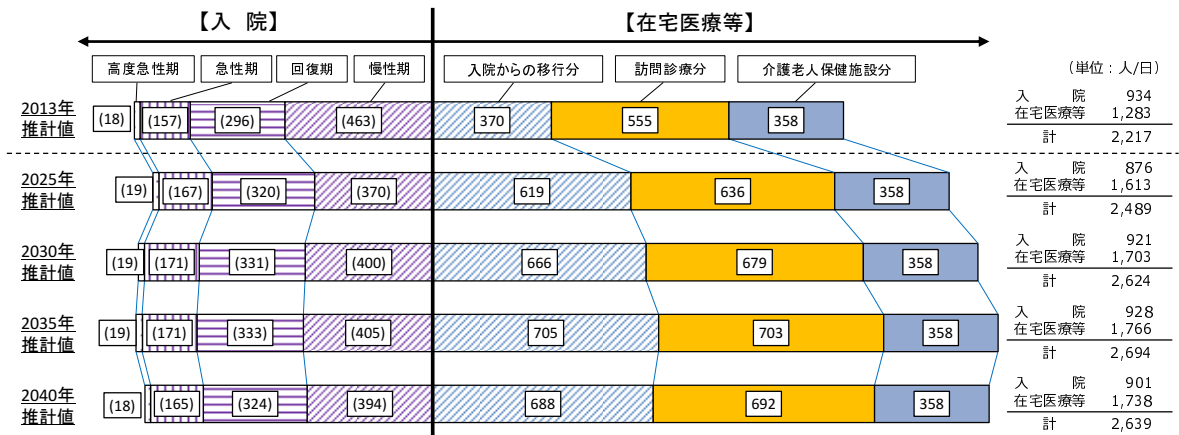 【入 院】
【在宅医療等】
高度急性期
急性期
回復期
慢性期
入院からの移行分
訪問診療分
介護老人保健施設分
（単位：人/日）
2013年
推計値
(18)
(157)
(296)
(463)
370
555
358
入 院 934
在宅医療等 1,283
計 2,217
2025年
推計値
(19)
(167)
(320)
(370)
619
636
358
入 院 876
在宅医療等 1,613
計 2,489
2030年
推計値
(19)
(171)
(331)
(400)
666
679
358
入 院 921
在宅医療等 1,703
計 2,624
2035年
推計値
(19)
(171)
(333)
(405)
705
703
358
入 院 928
在宅医療等 1,766
計 2,694
2040年
推計値
(18)
(165)
(324)
(394)
688
692
358
入 院 901
在宅医療等 1,738
計 2,639